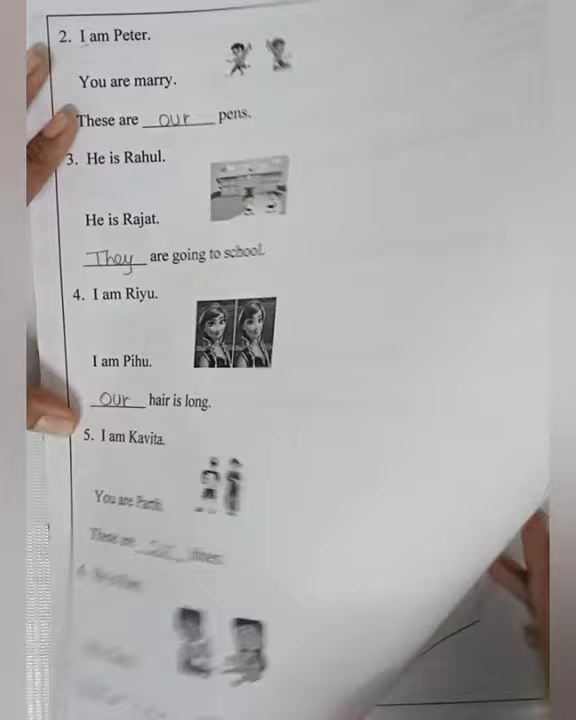 2. I am Peter.
You are marry.
These are our pens.
3. He is Rahul.
He is Rajat.
They are going to school.
4. I am Riyu.
I am Pihu.
Our hair is long.
5. I am Kavita.
You are Parth.
These are